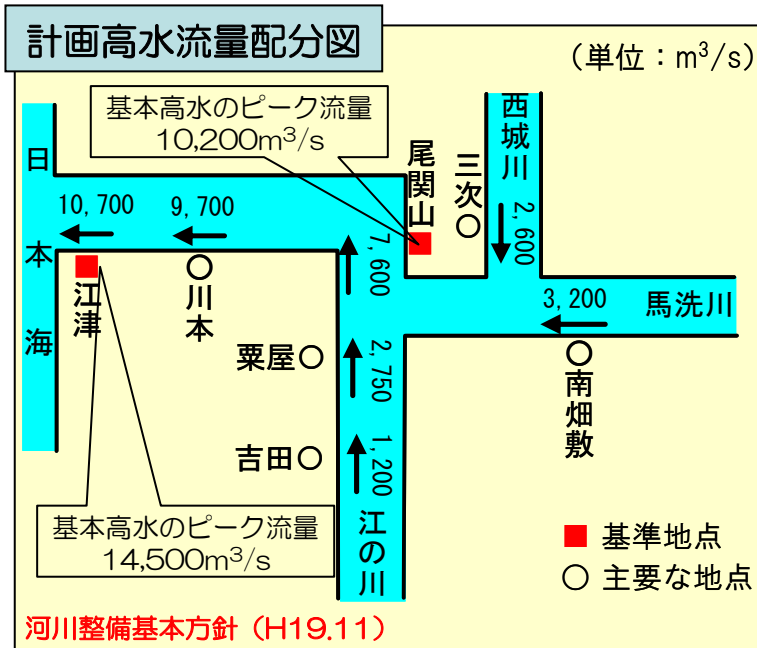 計画高水流量配分図
(単位：m³/s)
基本高水のピーク流量
10,200m³/s
日本海
10,700
9,700
尾関山
三次
西城川
2,600
7,600
江津
川本
3,200
馬洗川
粟屋
2,750
南畑敷
吉田
1,200
江の川
基本高水のピーク流量
14,500m³/s
基準地点
主要な地点
河川整備基本方針（H19.11）